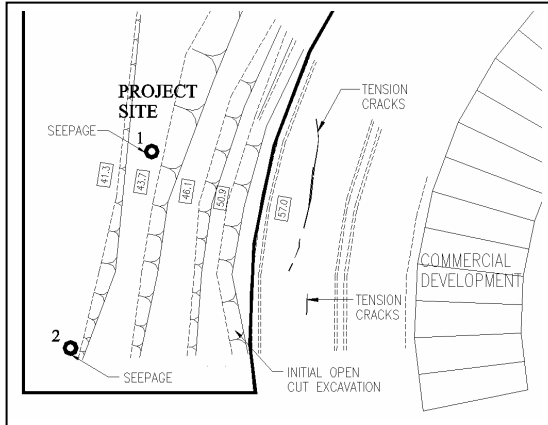 TENSION
CRACKS
PROJECT
SITE
SEEPAGE
1
41.3
43.7
46.1
50.9
57.0
COMMERCIAL
DEVELOPMENT
TENSION
CRACKS
2
SEEPAGE
INITIAL OPEN
CUT EXCAVATION